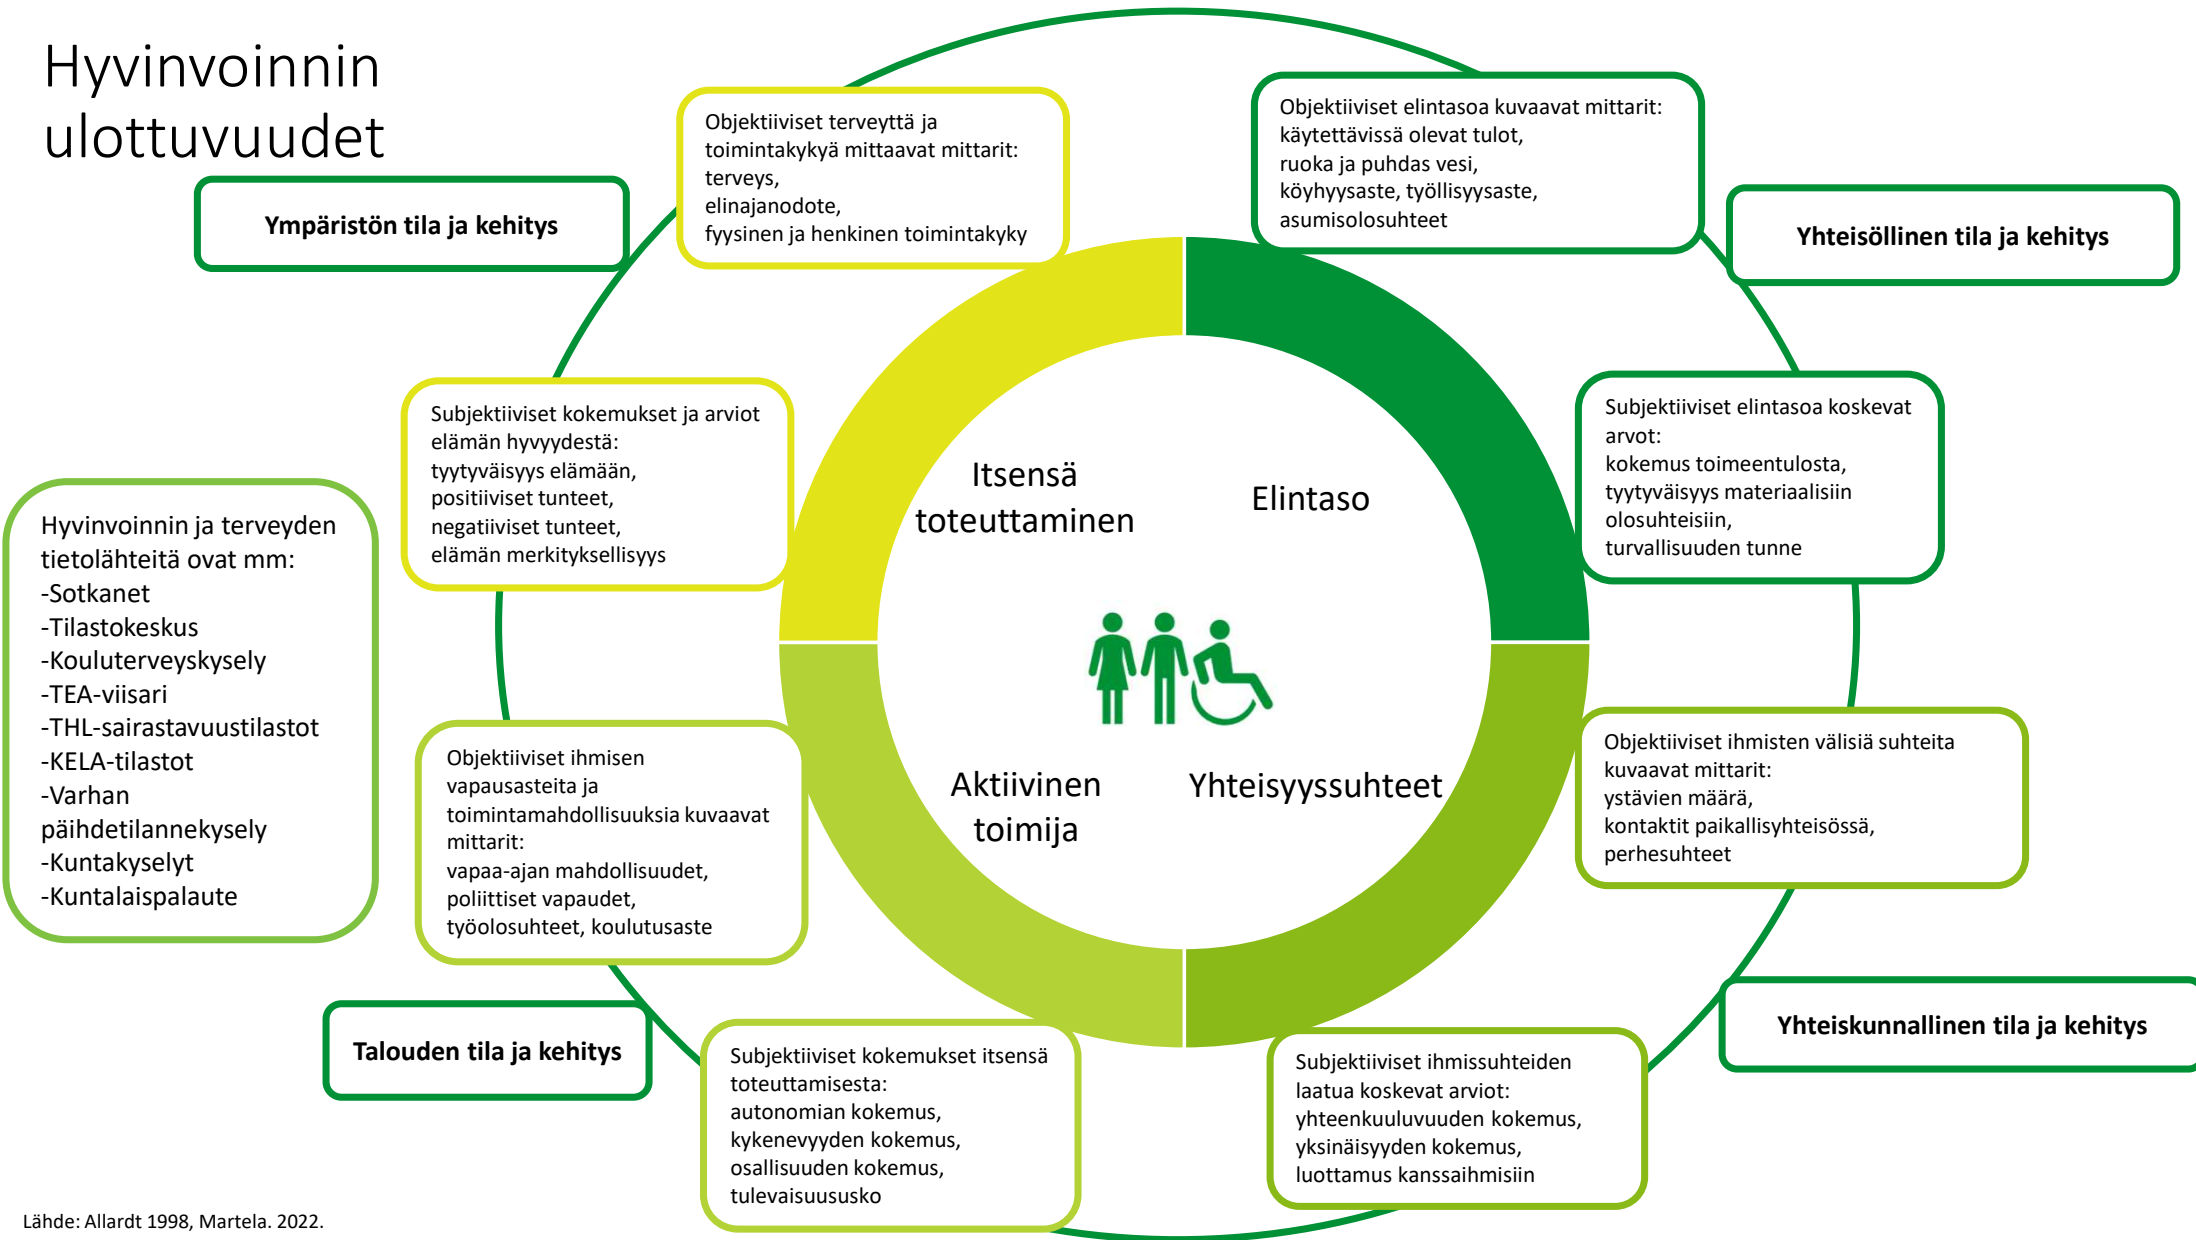 Hyvinvoinnin
ulottuvuudet
Ympäristön tila ja kehitys
Objektiiviset terveyttä ja
toimintakykyä mittaavat mittarit:
terveys,
elinajanodote,
fyysinen ja henkinen toimintakyky
Objektiiviset elintasoa kuvaavat mittarit:
käytettävissä olevat tulot,
ruoka ja puhdas vesi,
köyhyysaste, työllisyysaste,
asumisolosuhteet
Yhteisöllinen tila ja kehitys
Subjektiiviset kokemukset ja arviot
elämän hyvyydestä:
tyytyväisyys elämään,
positiiviset tunteet,
negatiiviset tunteet,
elämän merkityksellisyys
Itsensä
toteuttaminen
Elintaso
Subjektiiviset elintasoa koskevat
arvot:
kokemus toimeentulosta,
tyytyväisyys materiaalisiin
olosuhteisiin,
turvallisuuden tunne
Hyvinvoinnin ja terveyden
tietolähteitä ovat mm:
-Sotkanet
-Tilastokeskus
-Kouluterveyskysely
-TEA-viisari
-THL-sairastavuustilastot
-KELA-tilastot
-Varhan
päihdetilannekysely
-Kuntakyselyt
-Kuntalaispalaute
Objektiiviset ihmisen
vapausasteita ja
toimintamahdollisuuksia kuvaavat
mittarit:
vapaa-ajan mahdollisuudet,
poliittiset vapaudet,
työolosuhteet, koulutusaste
Aktiivinen
toimija
Yhteisyyssuhteet
Objektiiviset ihmisten välisiä suhteita
kuvaavat mittarit:
ystävien määrä,
kontaktit paikallisyhteisössä,
perhesuhteet
Talouden tila ja kehitys
Subjektiiviset kokemukset itsensä
toteuttamisesta:
autonomian kokemus,
kykenevyyden kokemus,
osallisuuden kokemus,
tulevaisuususko
Subjektiiviset ihmissuhteiden
laatua koskevat arviot:
yhteenkuuluvuuden kokemus,
yksinäisyyden kokemus,
luottamus kanssaihmisiin
Yhteiskunnallinen tila ja kehitys
Lähde: Allardt 1998, Martela. 2022.